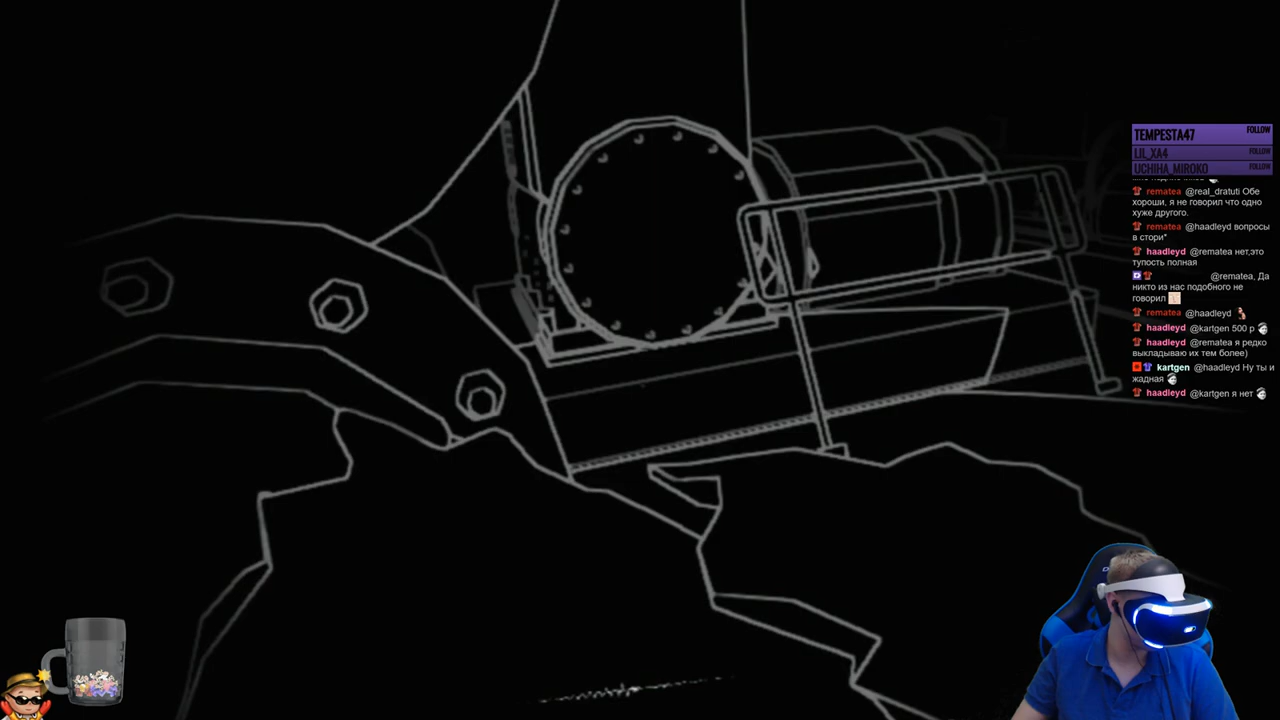 TEMPESTA47 FOLLOW
LIL_XA4 FOLLOW
UCHIHA_MIROKO FOLLOW
rematea @real_dratuti Обе
хороши, я не говорил что одно
хуже другого.
rematea @haadleyd вопросы
в стори*
haadleyd @rematea нет,это
тупость полная
@rematea, Да
никто из нас подобного не
говорил
rematea @haadleyd
haadleyd @kartgen 500 р
haadleyd @rematea я редко
выкладываю их тем более)
kartgen @haadleyd Ну ты и
жадная
haadleyd @kartgen я нет